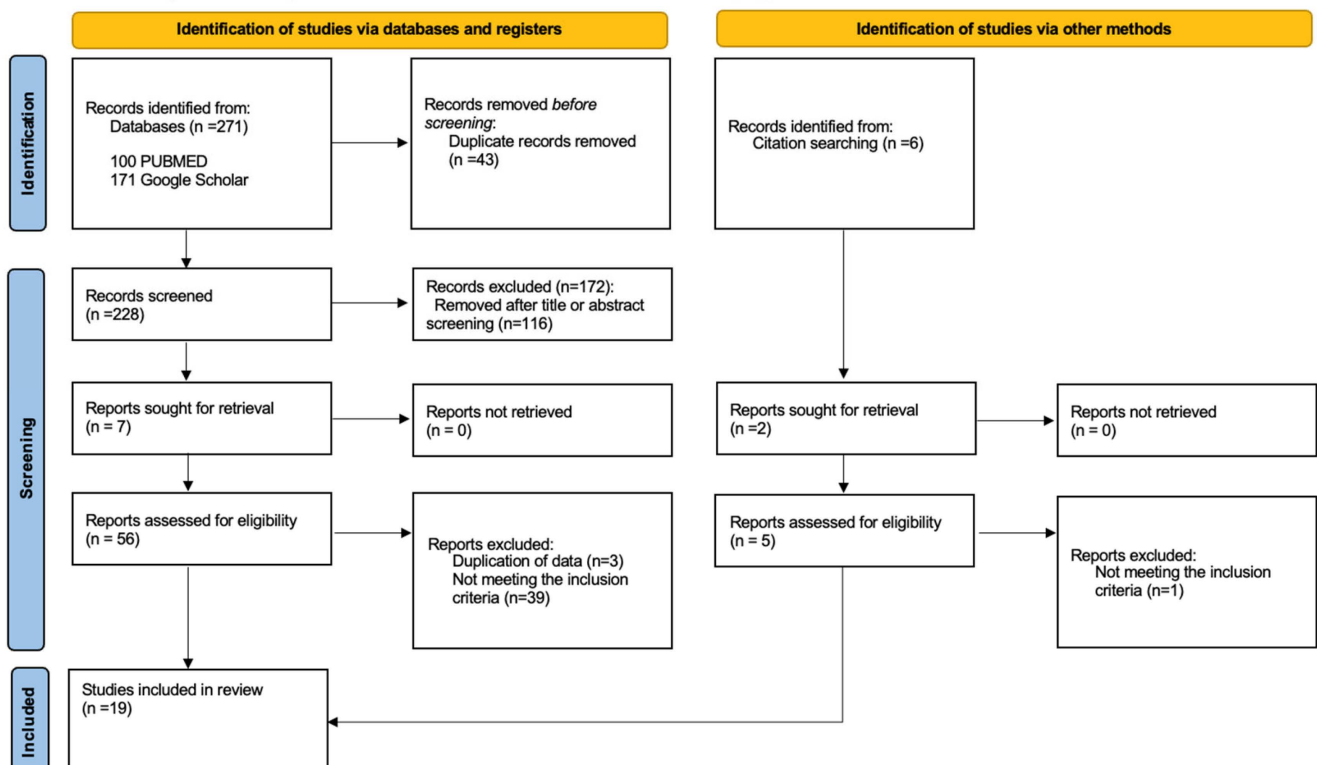 Identification of studies via databases and registers
Identification of studies via other methods
Identification
Records identified from:
Databases (n =271)
100 PUBMED
171 Google Scholar
Records removed before
screening:
Duplicate records removed
(n =43)
Records identified from:
Citation searching (n =6)
Screening
Records screened
(n =228)
Records excluded (n=172):
Removed after title or abstract
screening (n=116)
Reports sought for retrieval
(n = 7)
Reports not retrieved
(n = 0)
Reports sought for retrieval
(n =2)
Reports not retrieved
(n = 0)
Reports assessed for eligibility
(n = 56)
Reports excluded:
Duplication of data (n=3)
Not meeting the inclusion
criteria (n=39)
Reports assessed for eligibility
(n = 5)
Reports excluded:
Not meeting the inclusion
criteria (n=1)
Included
Studies included in review
(n =19)